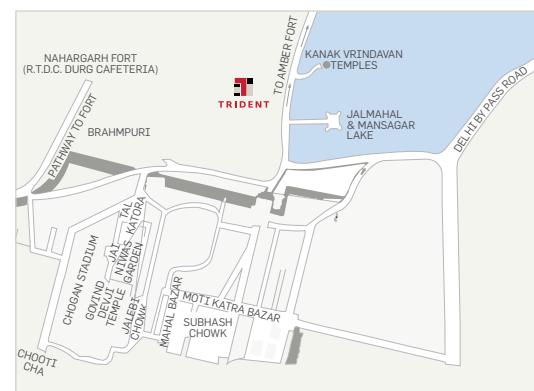 NAHARGARH FORT
(R.T.D.C. DURG CAFETERIA)
PATHWAY TO FORT
BRAHMPURI
TRIDENT
TO AMBER FORT
KANAK VRINDAVAN
TEMPLES
JALMAHAL
& MANSAGAR
LAKE
DELHI BY PASS ROAD
CHOGAN STADIUM
GOVIND
DEVJI
TEMPLE
JAI
NIWAS
GARDEN
TAL
KATORA
JALEBI
CHOWK
MAHAL BAZAR
MOTI KATRA BAZAR
SUBHASH
CHOWK
CHOOTI
CHA